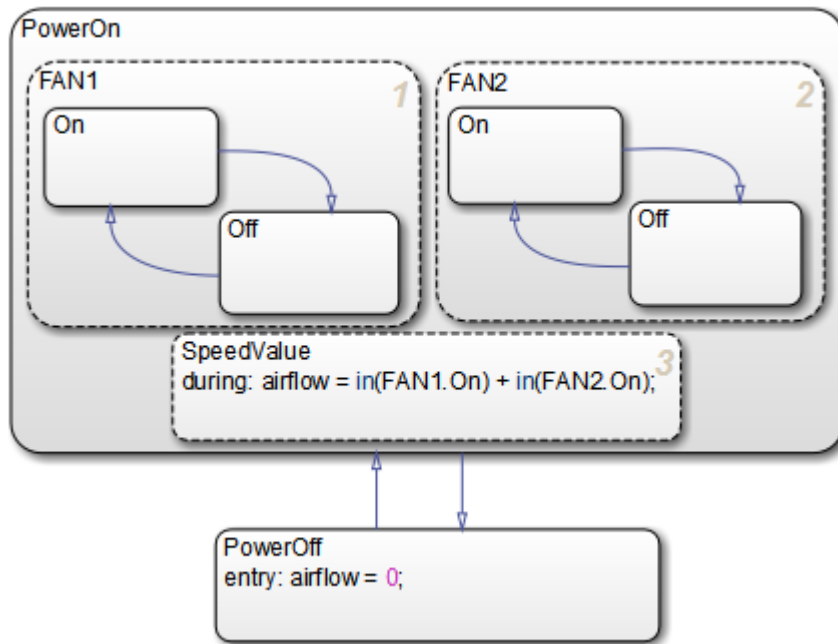 PowerOn
FAN1
1
On
Off
FAN2
2
On
Off
SpeedValue
3
during: airflow = in(FAN1.On) + in(FAN2.On);
PowerOff
entry: airflow = 0;